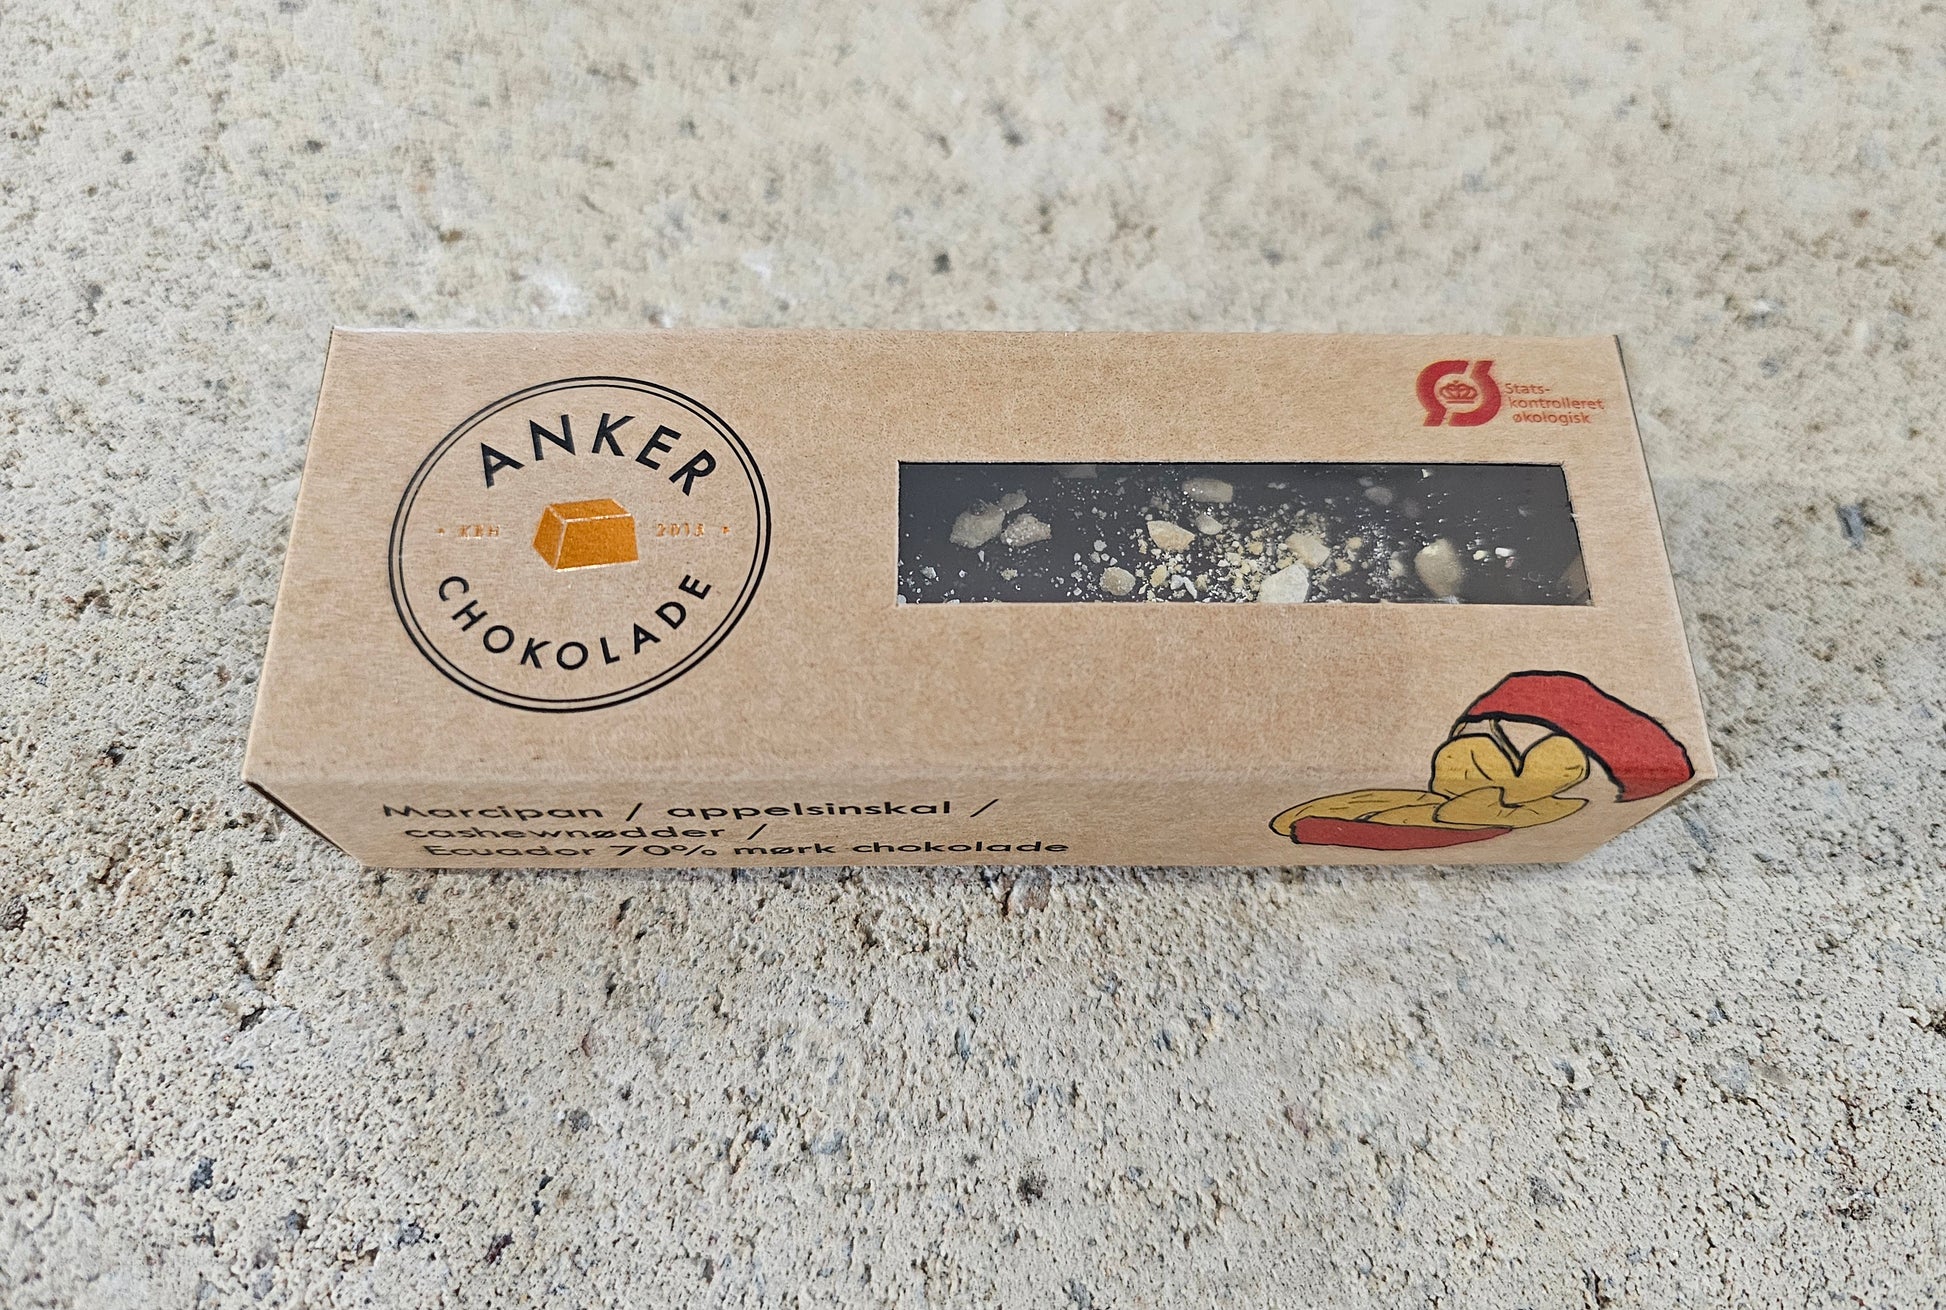 ANKER
KBH 2015
CHOKOLADE
Stats-
kontrolleret
økologisk
Marcipan / appelsinskal /
cashewnødder /
Ecuador 70% mørk chokolade